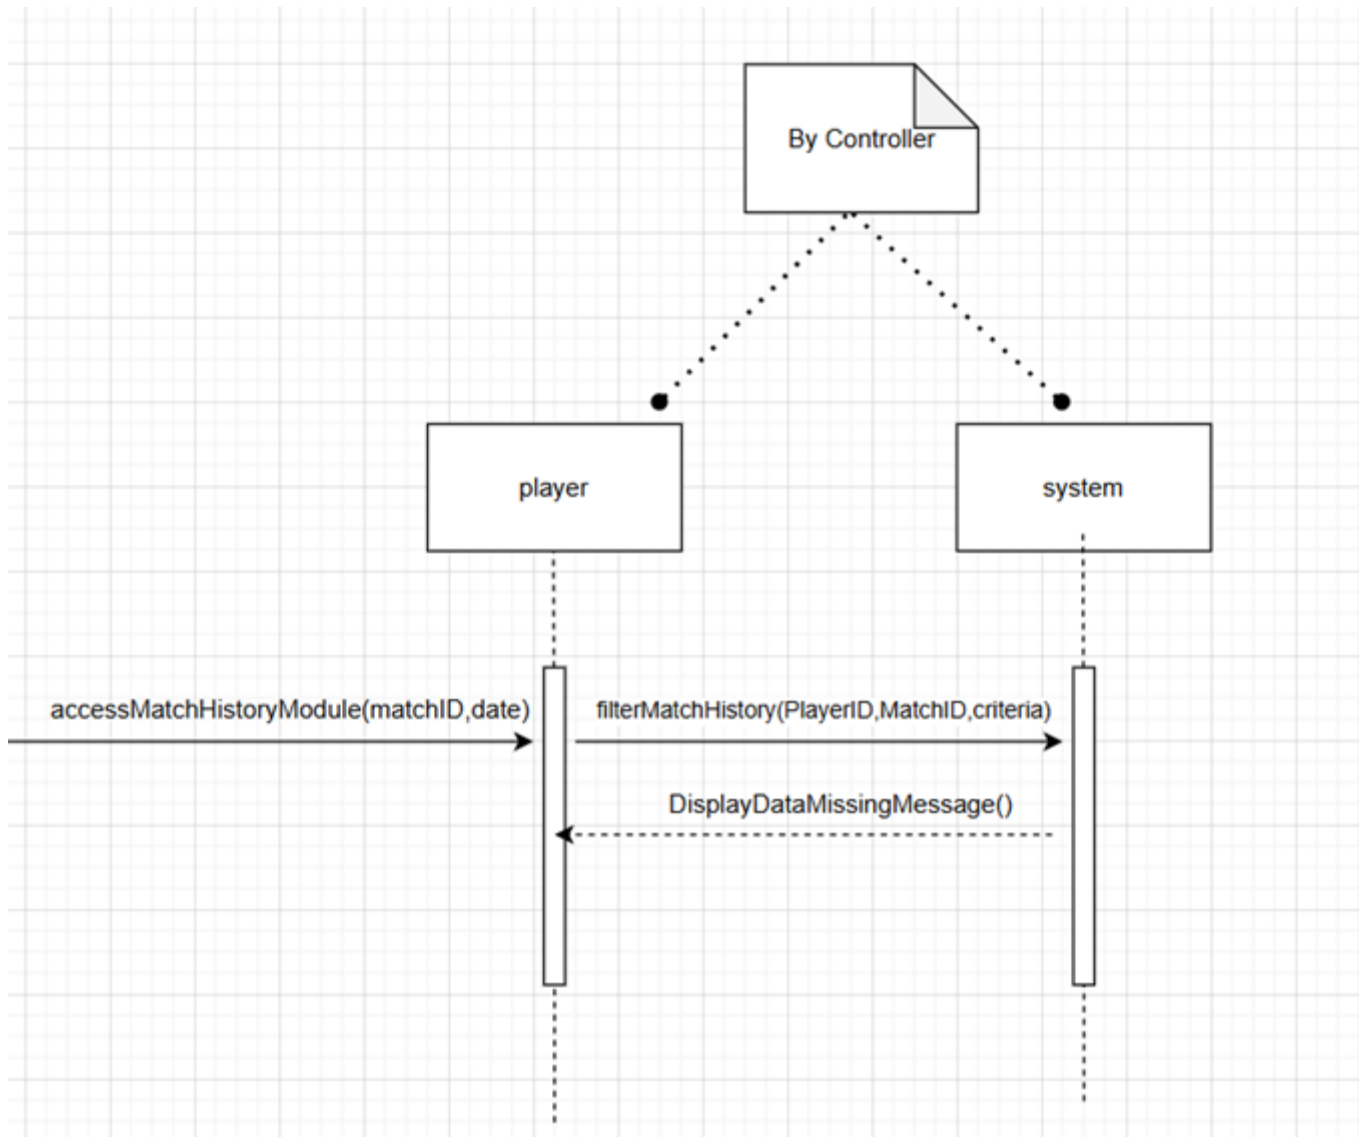 By Controller
player
system
accessMatchHistoryModule(matchID,date)
filterMatchHistory(PlayerID,MatchID,criteria)
DisplayDataMissingMessage()